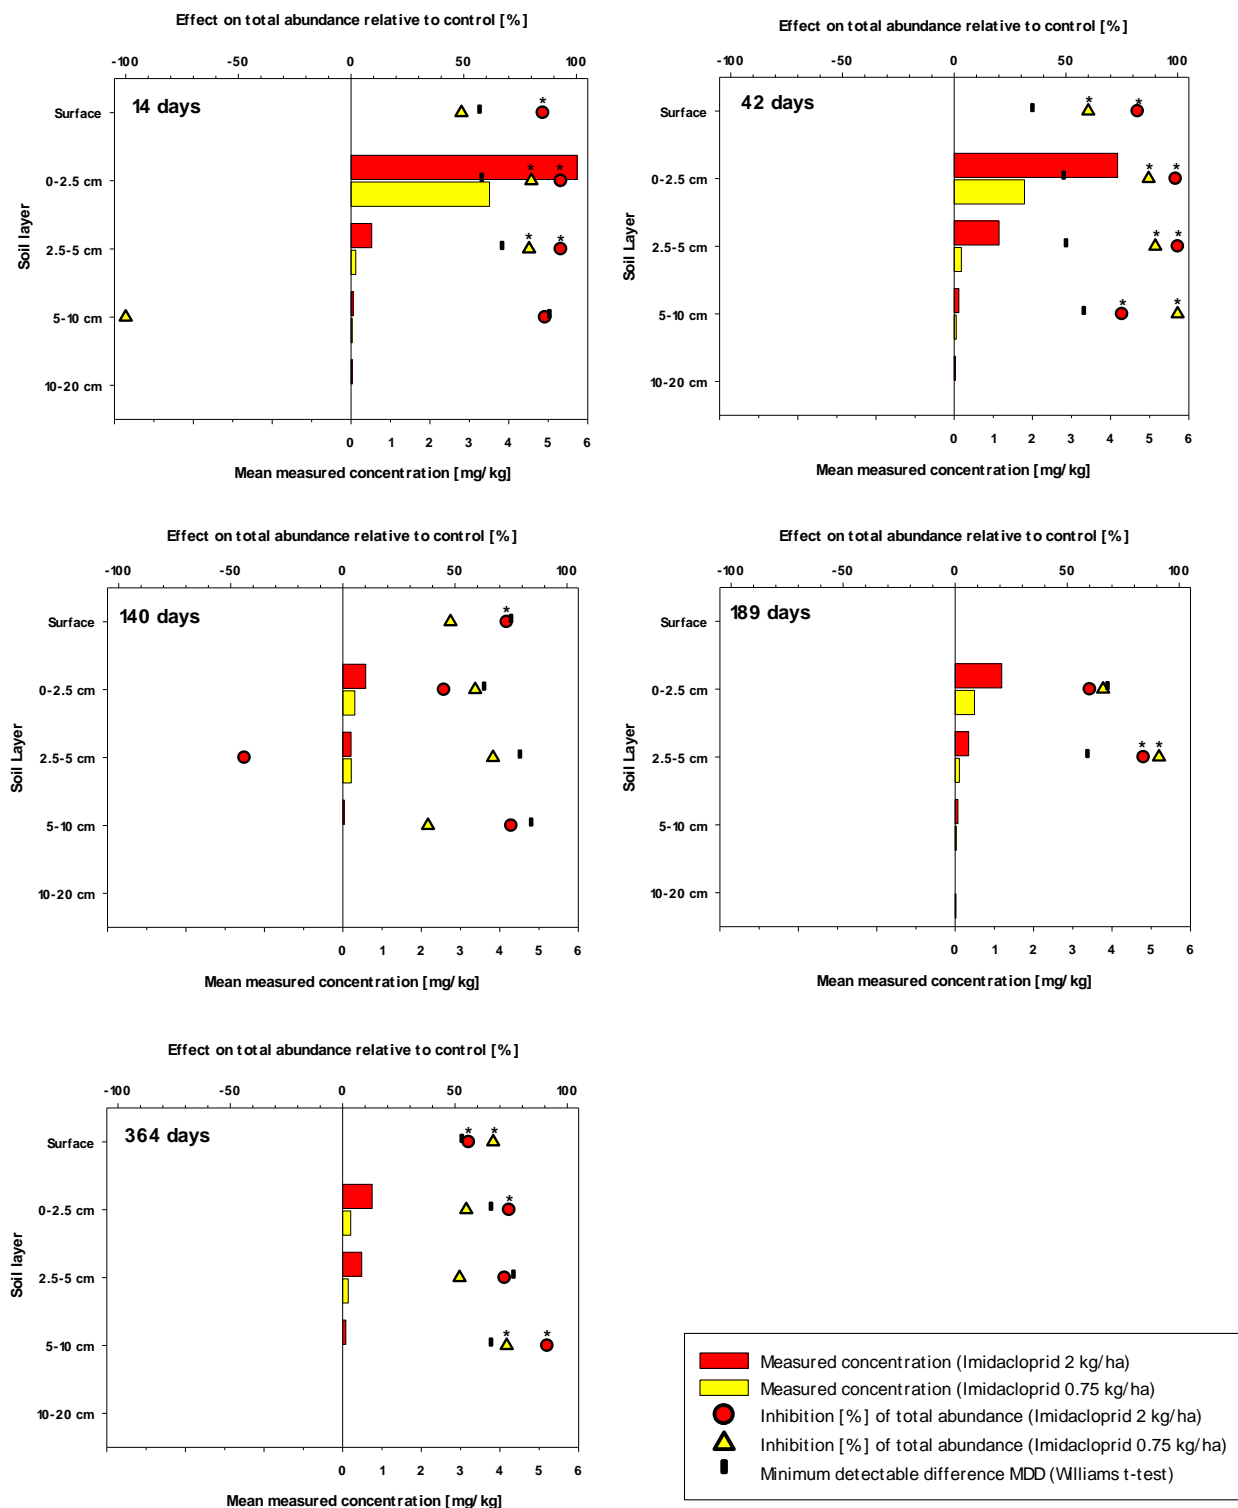 Effect on total abundance relative to control [%]
-100 -50 0 50 100
14 days
Soil layer
Surface
0-2.5 cm
2.5-5 cm
5-10 cm
10-20 cm
* * * * *
0 1 2 3 4 5 6
Mean measured concentration [mg/kg]
Effect on total abundance relative to control [%]
-100 -50 0 50 100
42 days
Soil Layer
Surface
0-2.5 cm
2.5-5 cm
5-10 cm
10-20 cm
* * * * * * * *
0 1 2 3 4 5 6
Mean measured concentration [mg/kg]
Effect on total abundance relative to control [%]
-100 -50 0 50 100
140 days
Soil Layer
Surface
0-2.5 cm
2.5-5 cm
5-10 cm
10-20 cm
*
0 1 2 3 4 5 6
Mean measured concentration [mg/kg]
Effect on total abundance relative to control [%]
-100 -50 0 50 100
189 days
Soil Layer
Surface
0-2.5 cm
2.5-5 cm
5-10 cm
10-20 cm
* *
0 1 2 3 4 5 6
Mean measured concentration [mg/kg]
Effect on total abundance relative to control [%]
-100 -50 0 50 100
364 days
Soil layer
Surface
0-2.5 cm
2.5-5 cm
5-10 cm
10-20 cm
* * * * *
0 1 2 3 4 5 6
Mean measured concentration [mg/kg]
Measured concentration (Imidacloprid 2 kg/ha)
Measured concentration (Imidacloprid 0.75 kg/ha)
Inhibition [%] of total abundance (Imidacloprid 2 kg/ha)
Inhibition [%] of total abundance (Imidacloprid 0.75 kg/ha)
Minimum detectable difference MDD (Williams t-test)